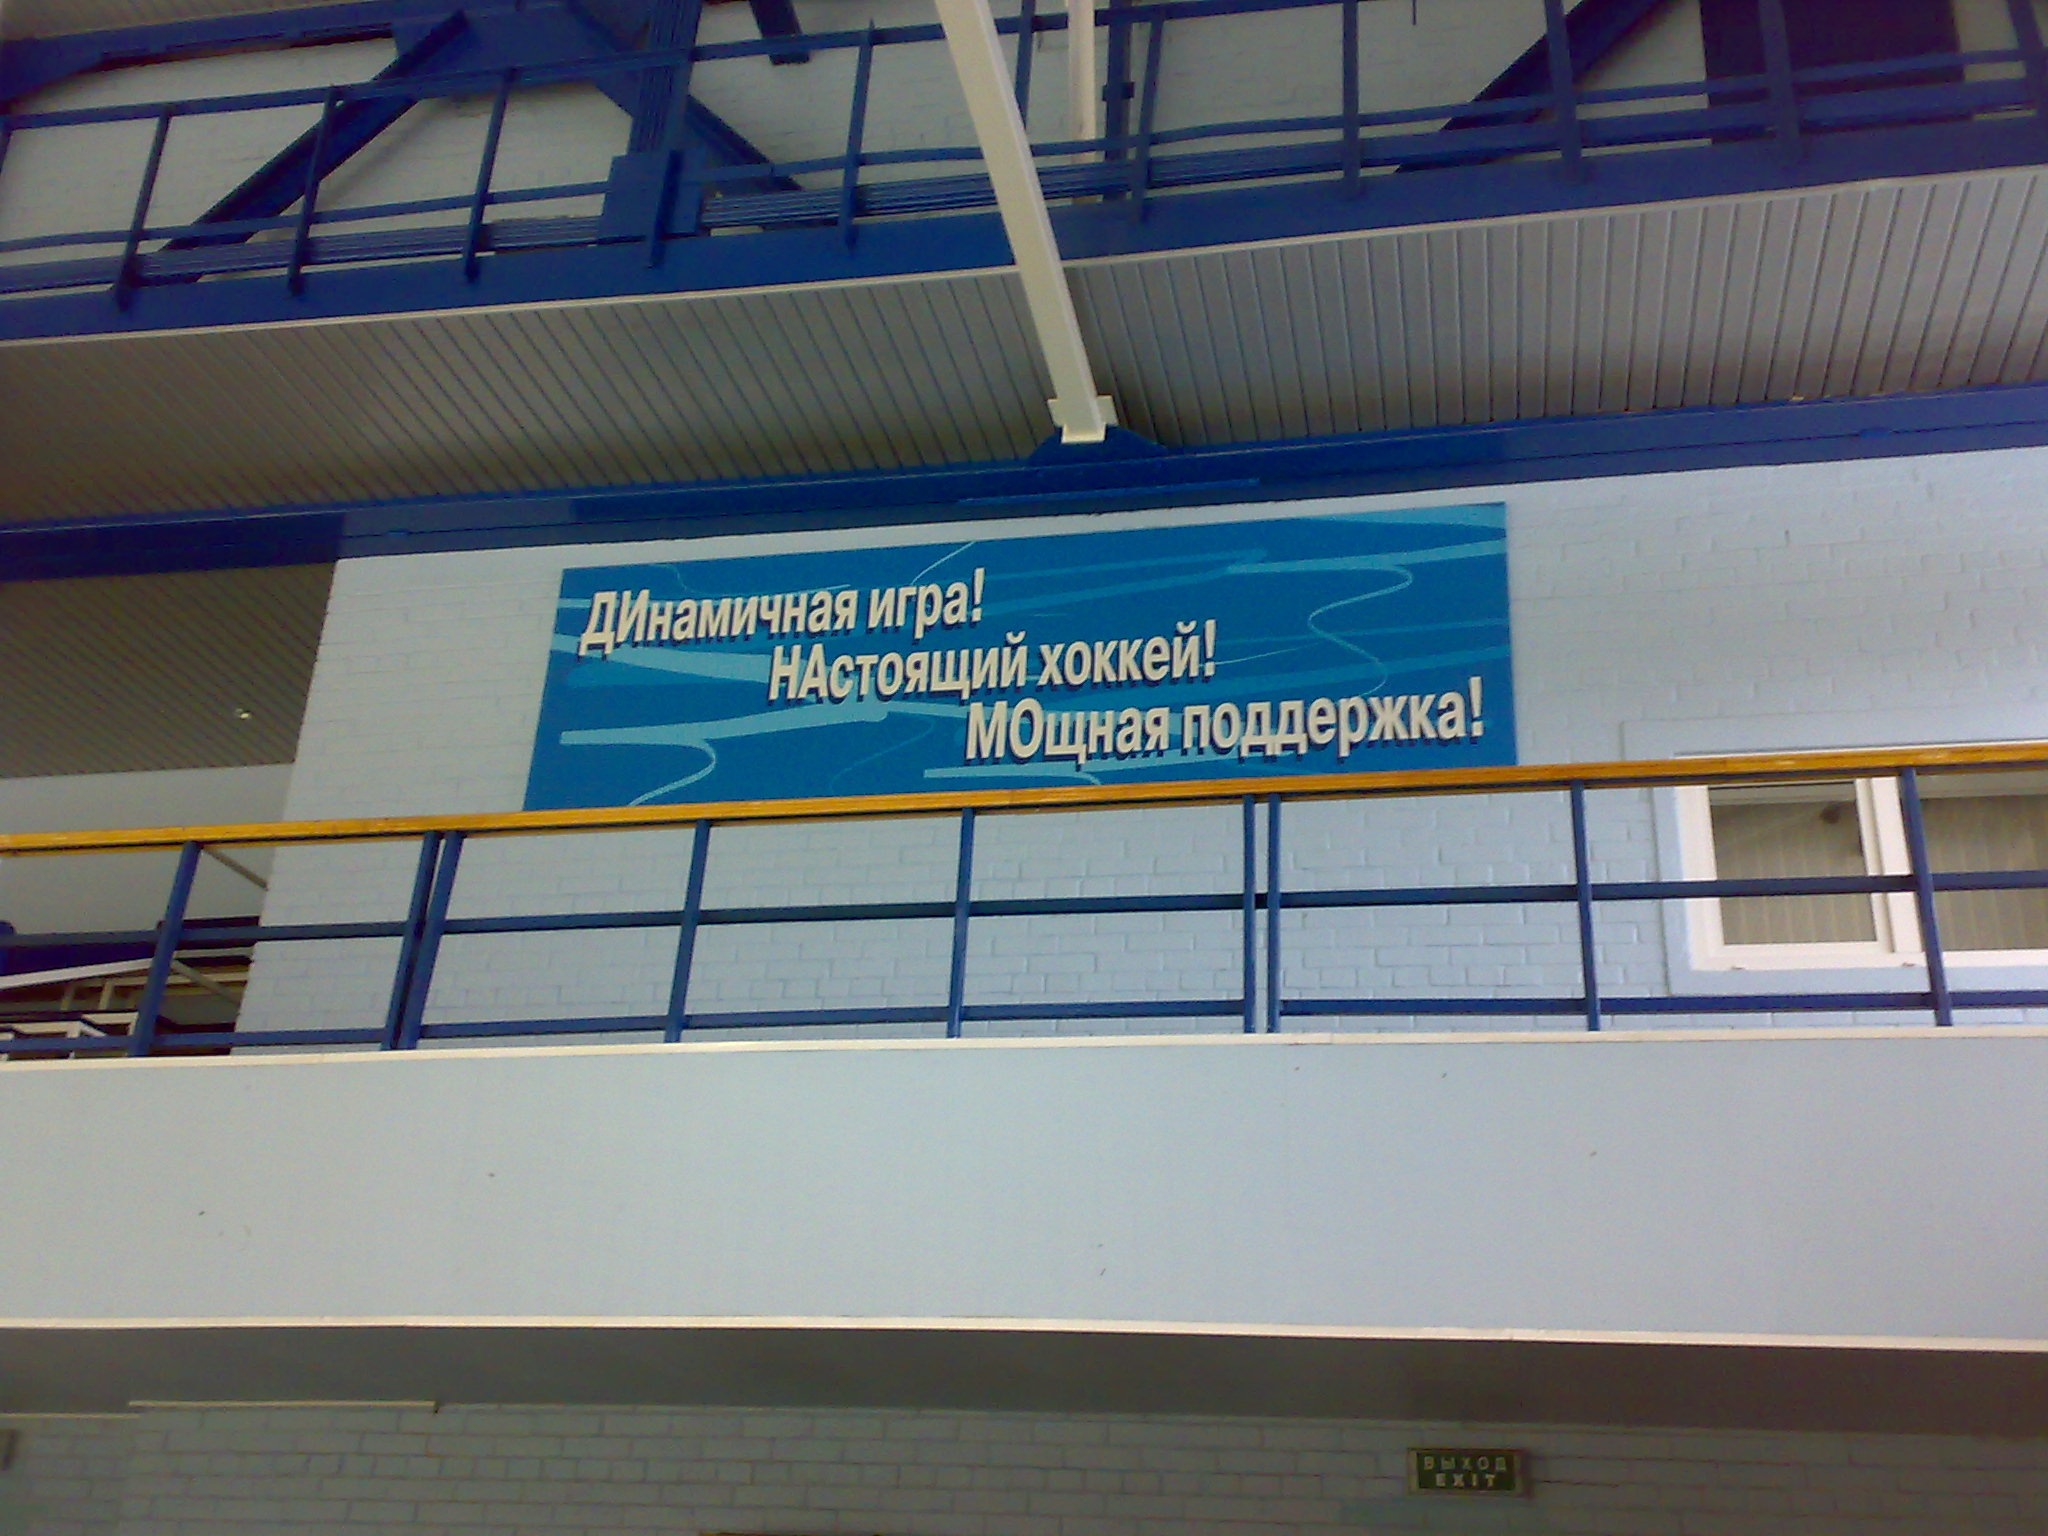 ДИнамичная игра!
НАстоящий хоккей!
МОщная поддержка!
ВЫХОД
EXIT